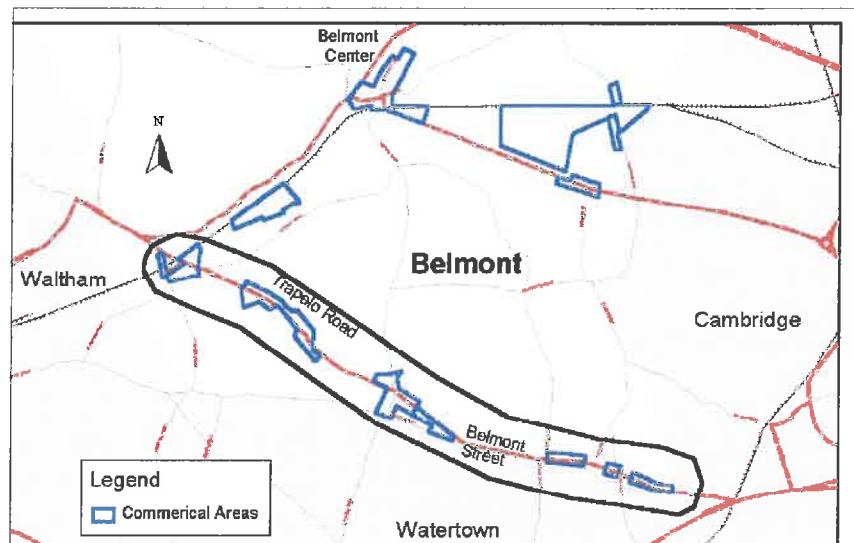 Belmont
Center
N
Belmont
Waltham
Trapelo Road
Cambridge
Belmont
Street
Legend
Commerical Areas
Watertown